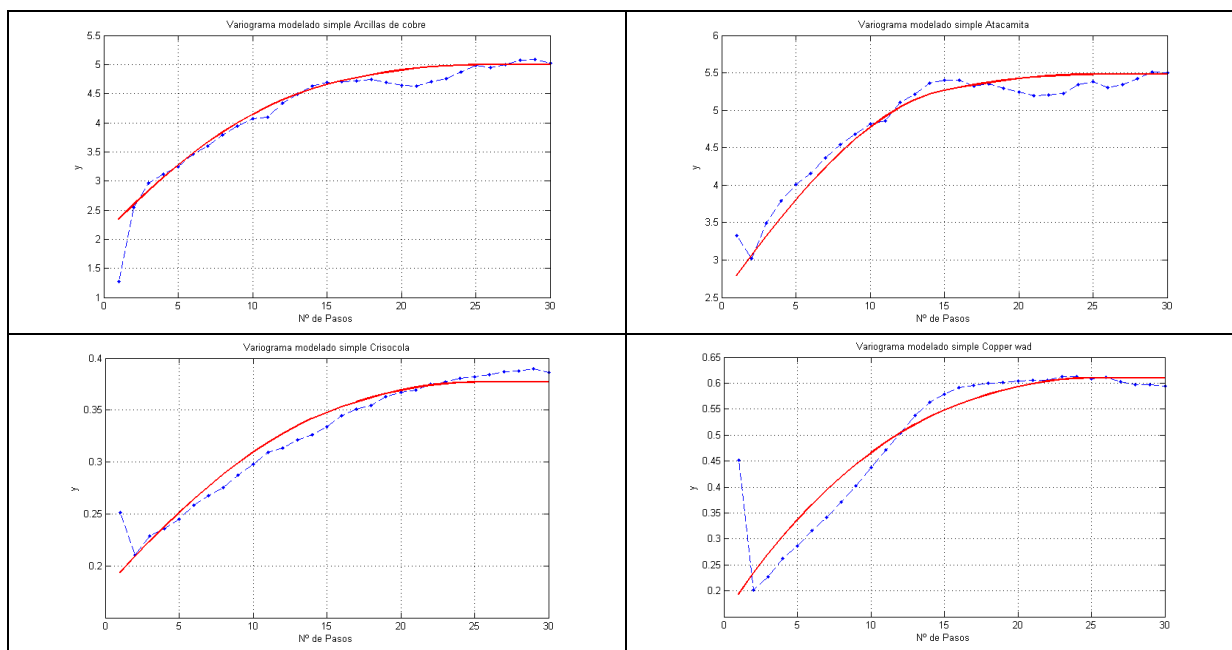 Variograma modelado simple Arcillas de cobre
5.5
5
4.5
4
3.5
3
2.5
2
1.5
1
y
0 5 10 15 20 25 30
Nº de Pasos
Variograma modelado simple Atacamita
6
5.5
5
4.5
4
3.5
3
2.5
y
0 5 10 15 20 25 30
Nº de Pasos
Variograma modelado simple Crisocola
0.4
0.35
0.3
0.25
0.2
y
0 5 10 15 20 25 30
Nº de Pasos
Variograma modelado simple Copper wad
0.65
0.6
0.55
0.5
0.45
0.4
0.35
0.3
0.25
0.2
y
0 5 10 15 20 25 30
Nº de Pasos